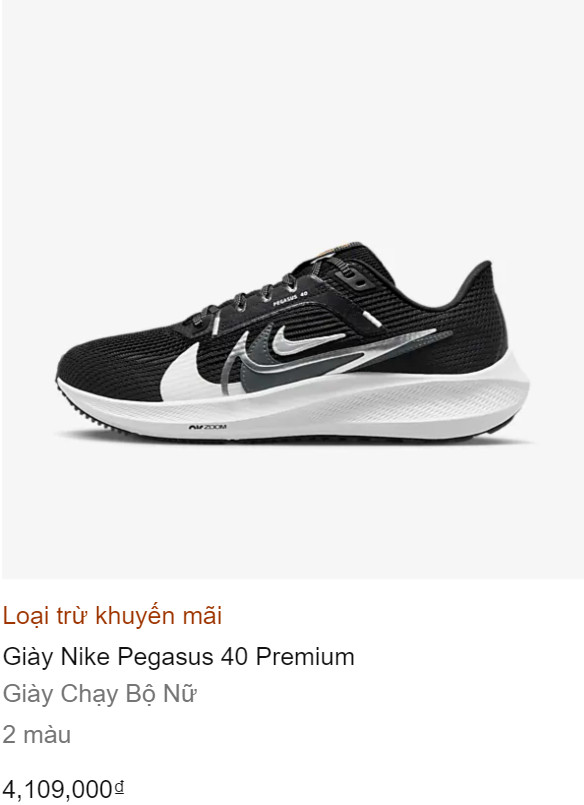 PEGASUS 40
AIR ZOOM
Loại trừ khuyến mãi
Giày Nike Pegasus 40 Premium
Giày Chạy Bộ Nữ
2 màu
4,109,000₫